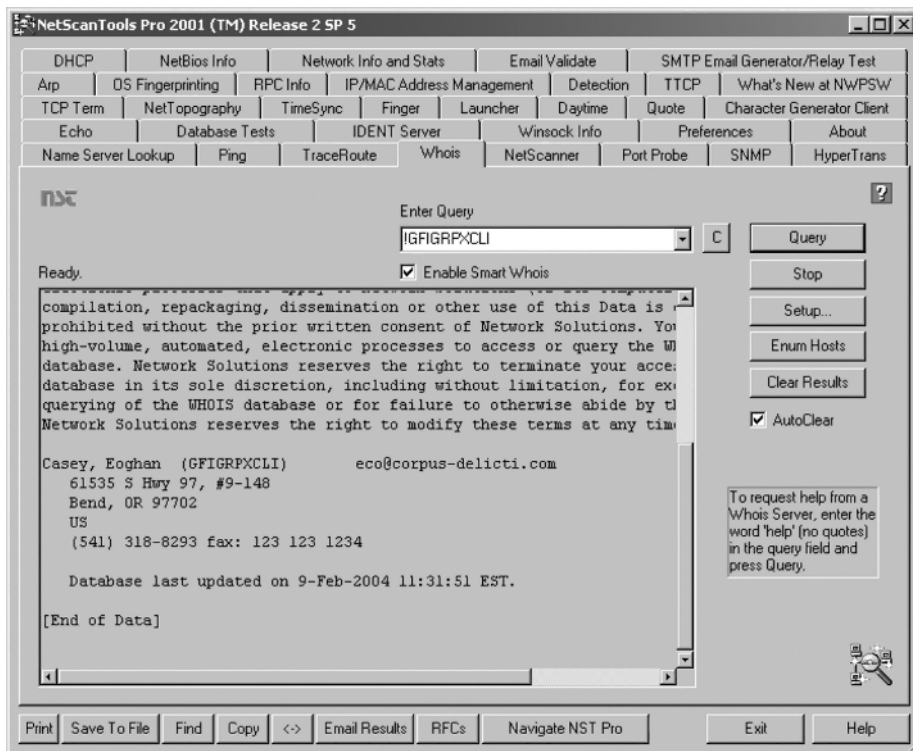 NetScanTools Pro 2001 (TM) Release 2 SP 5
DHCP NetBios Info Network Info and Stats Email Validate SMTP Email Generator/Relay Test
Arp OS Fingerprinting RPC Info IP/MAC Address Management Detection TTCP What's New at NWPSW
TCP Term NetTopography TimeSync Finger Launcher Daytime Quote Character Generator Client
Echo Database Tests IDENT Server Winsock Info Preferences About
Name Server Lookup Ping TraceRoute Whois NetScanner Port Probe SNMP HyperTrans
nst
?
Enter Query
!GFIGRPXCLI
C
Query
Ready.
Enable Smart Whois
Stop
Setup...
Enum Hosts
Clear Results
AutoClear
compilation, repackaging, dissemination or other use of this Data is
prohibited without the prior written consent of Network Solutions. You
high-volume, automated, electronic processes to access or query the
database. Network Solutions reserves the right to terminate your
database in its sole discretion, including without limitation, for
querying of the WHOIS database or for failure to otherwise abide by
Network Solutions reserves the right to modify these terms at any
Casey, Eoghan (GFIGRPXCLI) eco@corpus-delicti.com
61535 S Hwy 97, #9-148
Bend, OR 97702
US
(541) 318-8293 fax: 123 123 1234
Database last updated on 9-Feb-2004 11:31:51 EST.
[End of Data]
To request help from a
Whois Server, enter the
word 'help' (no quotes)
in the query field and
press Query.
Print Save To File Find Copy <-> Email Results RFCs Navigate NST Pro Exit Help